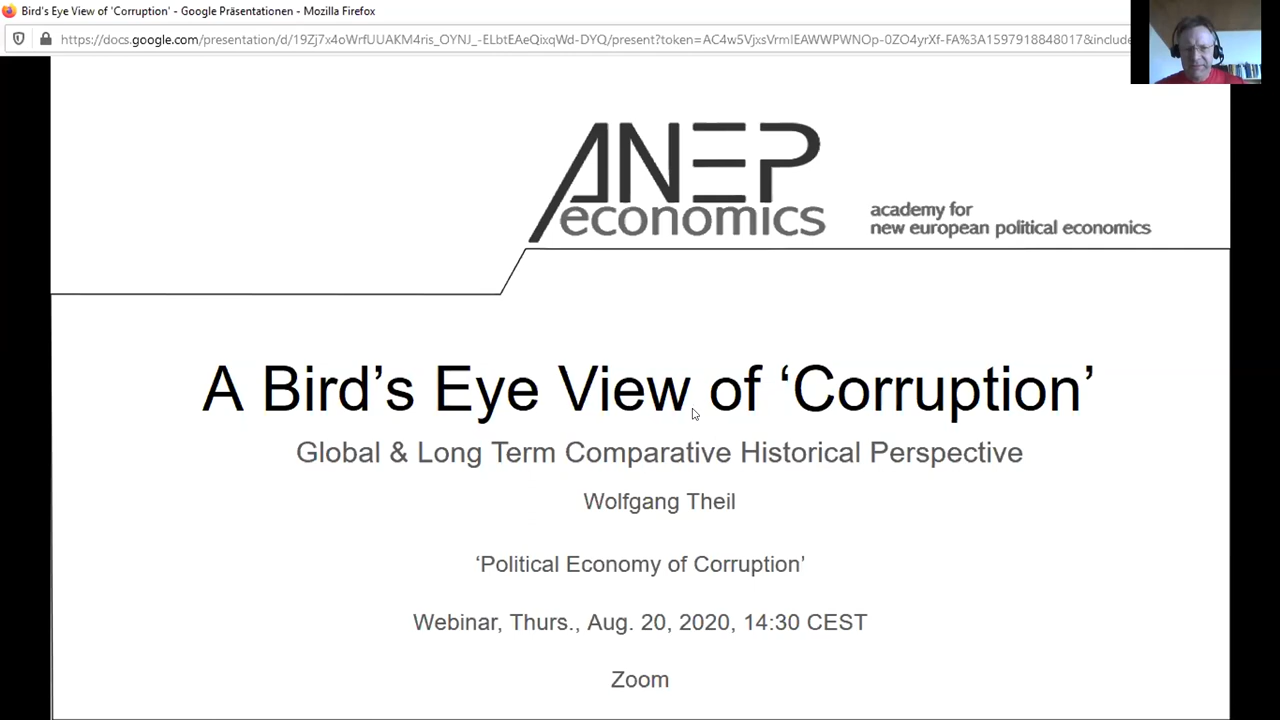 Bird's Eye View of 'Corruption' - Google Präsentationen - Mozilla Firefox
https://docs.google.com/presentation/d/19Zj7x4oWrfUUAKM4ris_OYNJ_-ELbtEAeQixqWd-DYQ/present?token=AC4w5VjxsVrmIEAWWPWNOp-0ZO4yrXf-FA%3A1597918848017&include
ANEP
economics
academy for
new european political economics
A Bird’s Eye View of ‘Corruption’
Global & Long Term Comparative Historical Perspective
Wolfgang Theil
‘Political Economy of Corruption’
Webinar, Thurs., Aug. 20, 2020, 14:30 CEST
Zoom